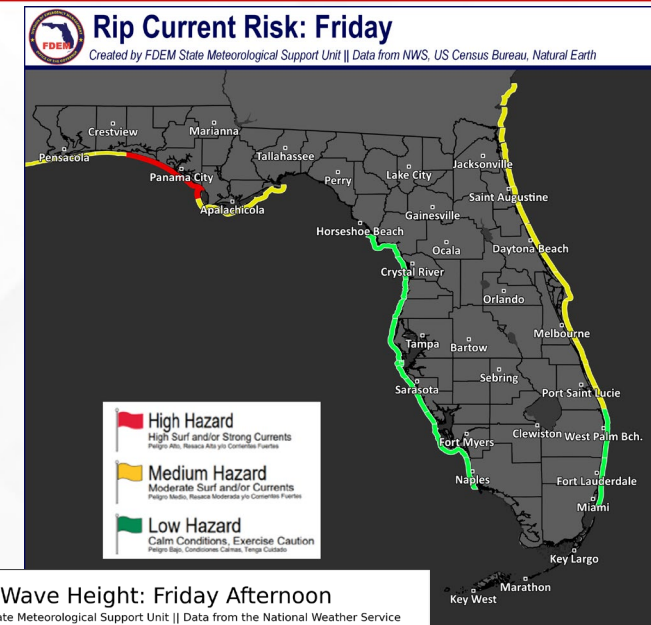 FDEM
Rip Current Risk: Friday
Created by FDEM State Meteorological Support Unit || Data from NWS, US Census Bureau, Natural Earth
Crestview
Marianna
Pensacola
Tallahassee
Jacksonville
Panama City
Perry
Lake City
Saint Augustine
Apalachicola
Gainesville
Horseshoe Beach
Ocala
Daytona Beach
Crystal River
Orlando
Melbourne
Tampa
Bartow
Sebring
Sarasota
Port Saint Lucie
Clewiston
West Palm Bch.
Fort Myers
Naples
Fort Lauderdale
Miami
Key Largo
Marathon
Key West
High Hazard
High Surf and/or Strong Currents
Peligro Alto, Resaca Alta y/o Corrientes Fuertes
Medium Hazard
Moderate Surf and/or Currents
Peligro Medio, Resaca Moderada y/o Corrientes Fuertes
Low Hazard
Calm Conditions, Exercise Caution
Peligro Bajo, Condiciones Calmas, Tenga Cuidado
Wave Height: Friday Afternoon
ate Meteorological Support Unit || Data from the National Weather Service